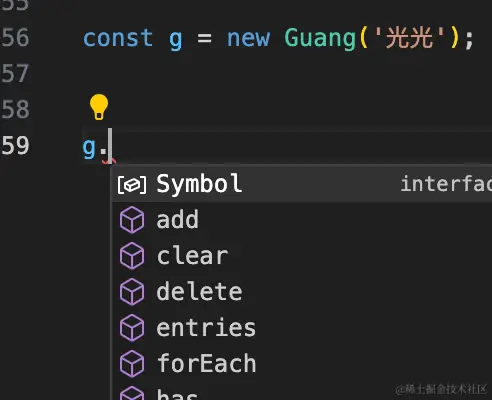 55
56 const g = new Guang('光光');
57
58
59 g.
Symbol interfac
add
clear
delete
entries
forEach
has
@稀土掘金技术社区